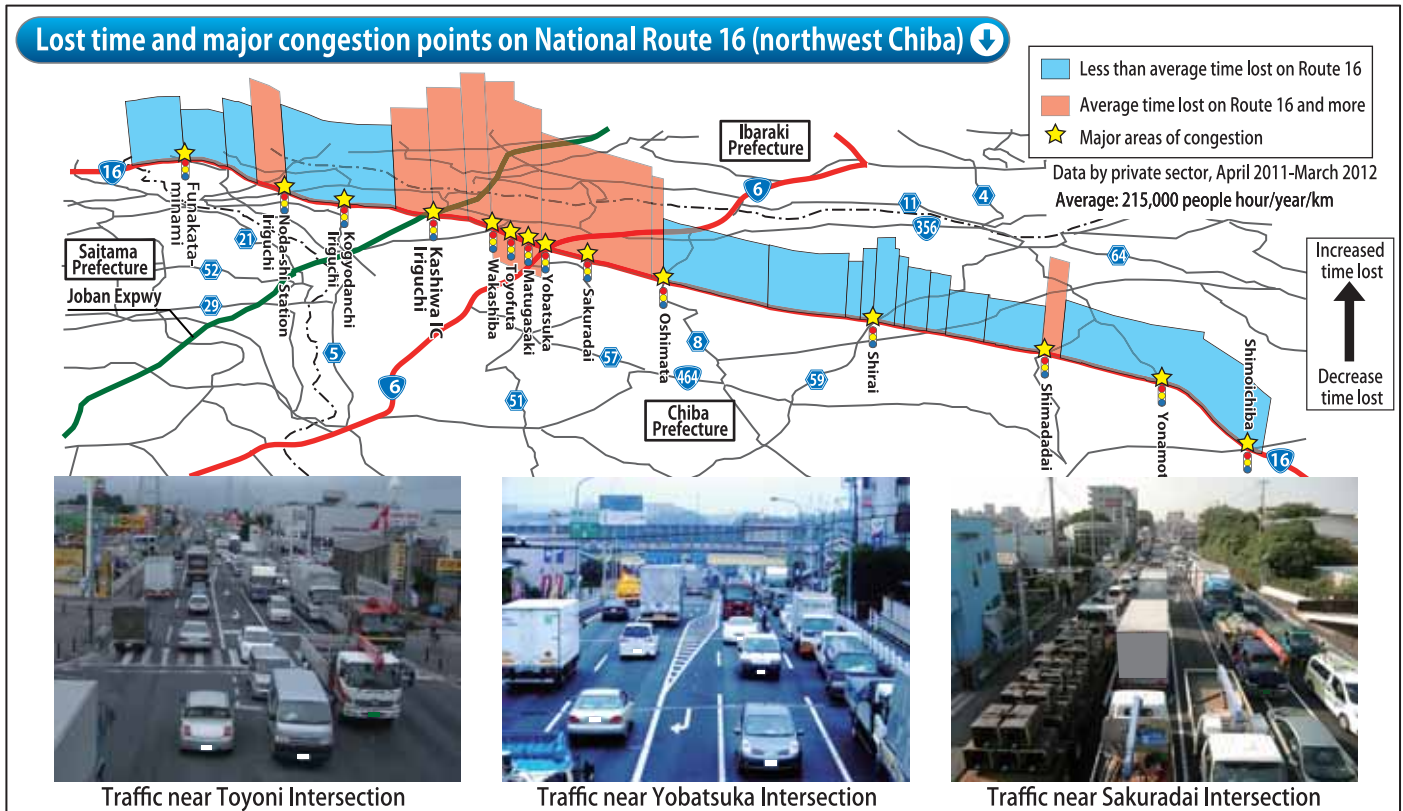 Lost time and major congestion points on National Route 16 (northwest Chiba)
Less than average time lost on Route 16
Average time lost on Route 16 and more
Major areas of congestion
Data by private sector, April 2011-March 2012
Average: 215,000 people hour/year/km
Increased
time lost
Decrease
time lost
Ibaraki
Prefecture
Saitama
Prefecture
Joban Expwy
Chiba
Prefecture
16
6
4
11
356
64
21
52
29
5
6
51
57
464
8
59
16
Funakata-
minami
Noda-shi Station
Iriguchi
Kogyodanchi
Iriguchi
Kashiwa IC
Iriguchi
Wakashiba
Toyofuta
Matugasaki
Yobatsuka
Sakuradai
Oshimata
Shirai
Shimadadai
Yonamot
Shimoichiba
Traffic near Toyoni Intersection
Traffic near Yobatsuka Intersection
Traffic near Sakuradai Intersection